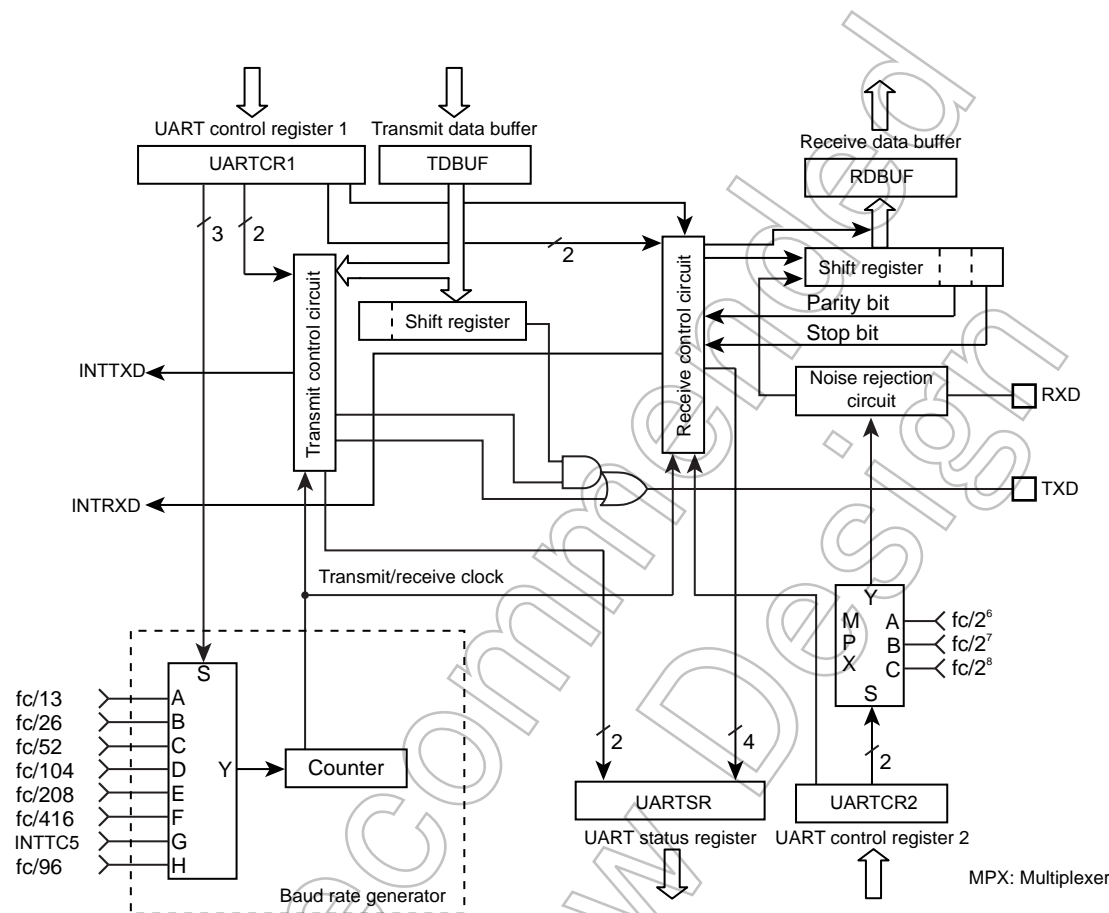 UART control register 1
Transmit data buffer
Receive data buffer
UARTCR1
TDBUF
RDBUF
3
2
2
Transmit control circuit
Shift register
Receive control circuit
Shift register
Parity bit
Stop bit
Noise rejection
circuit
INTTXD
RXD
INTRXD
TXD
Transmit/receive clock
Y
M
P
X
A
B
C
S
fc/2⁶
fc/2⁷
fc/2⁸
2
4
2
S
fc/13
A
fc/26
B
fc/52
C
fc/104
D
Y
Counter
fc/208
E
fc/416
F
INTTC5
G
fc/96
H
Baud rate generator
UARTSR
UART status register
UARTCR2
UART control register 2
MPX: Multiplexer
ecommended
w Design